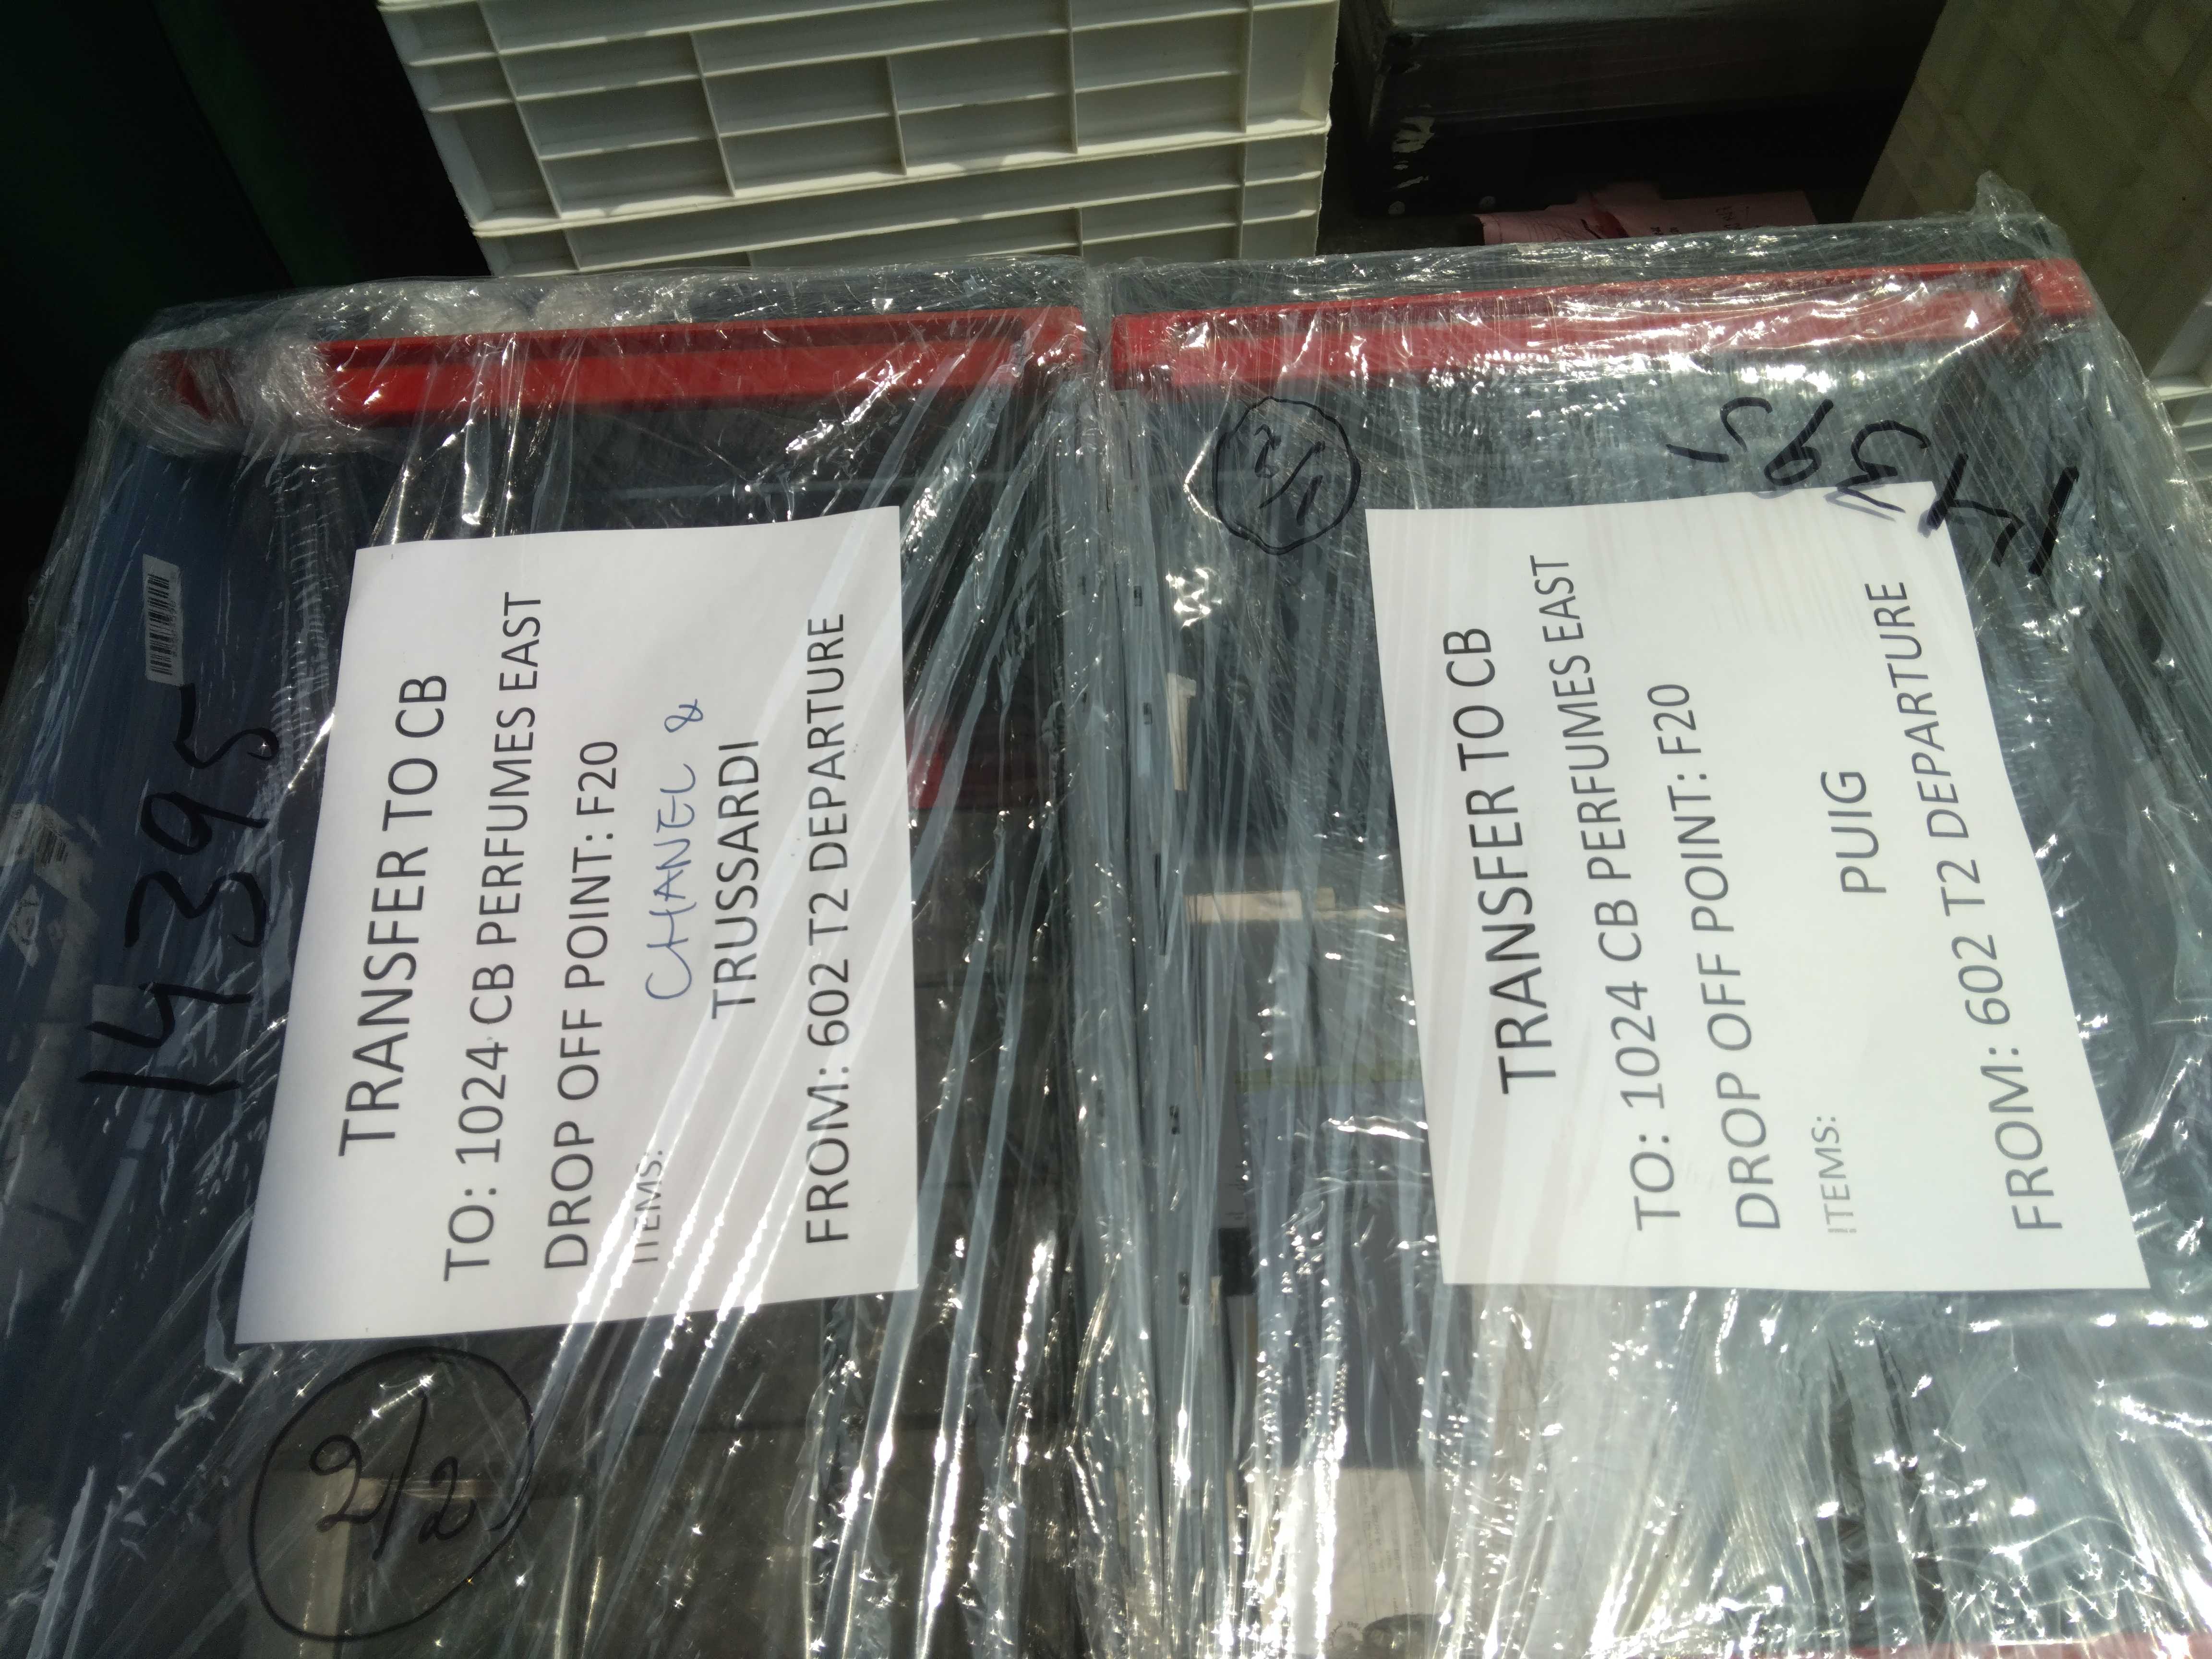 14395
TRANSFER TO CB
TO: 1024 CB PERFUMES EAST
DROP OFF POINT: F20
ITEMS: CHANEL &
TRUSSARDI
FROM: 602 T2 DEPARTURE
2/2
1/2
14395
TRANSFER TO CB
TO: 1024 CB PERFUMES EAST
DROP OFF POINT: F20
ITEMS:
PUIG
FROM: 602 T2 DEPARTURE